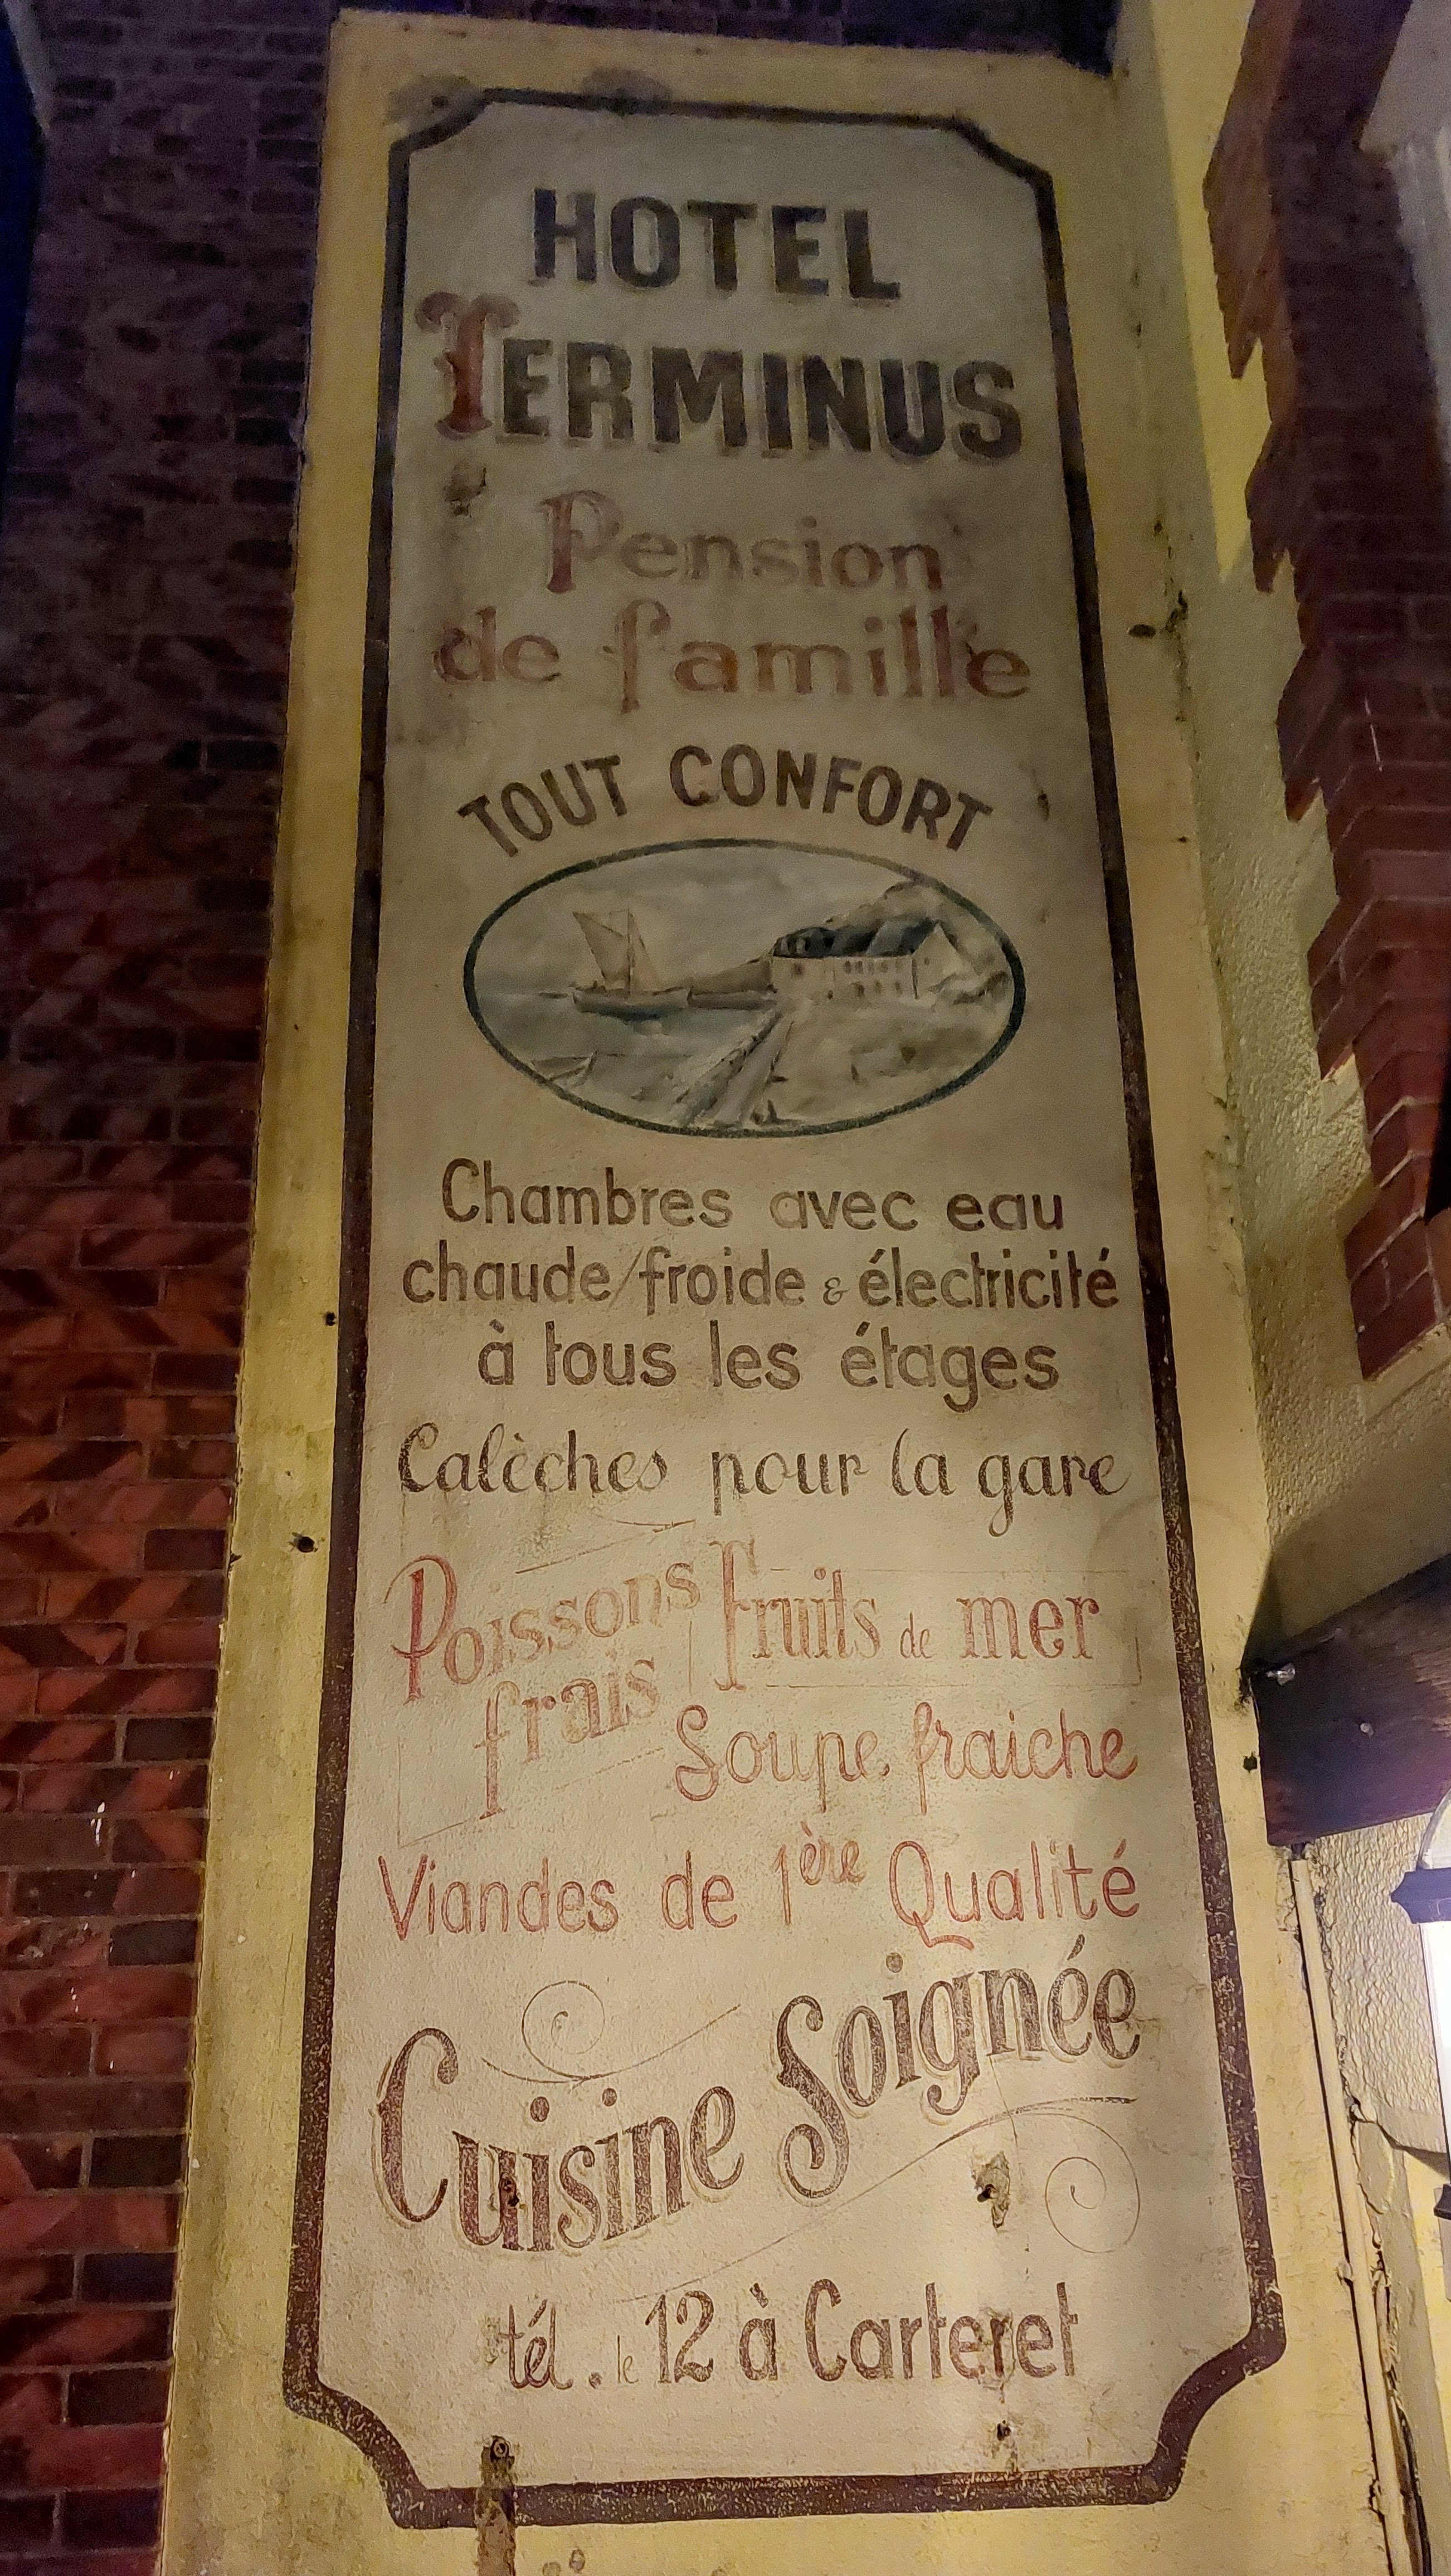 HOTEL
TERMINUS
Pension
de famille
TOUT CONFORT
Chambres avec eau
chaude/froide & électricité
à tous les étages
Calèches pour la gare
Poissons
frais
Fruits de mer
Soupe fraiche
Viandes de 1ère Qualité
Cuisine Soignée
tél. le 12 à Carteret